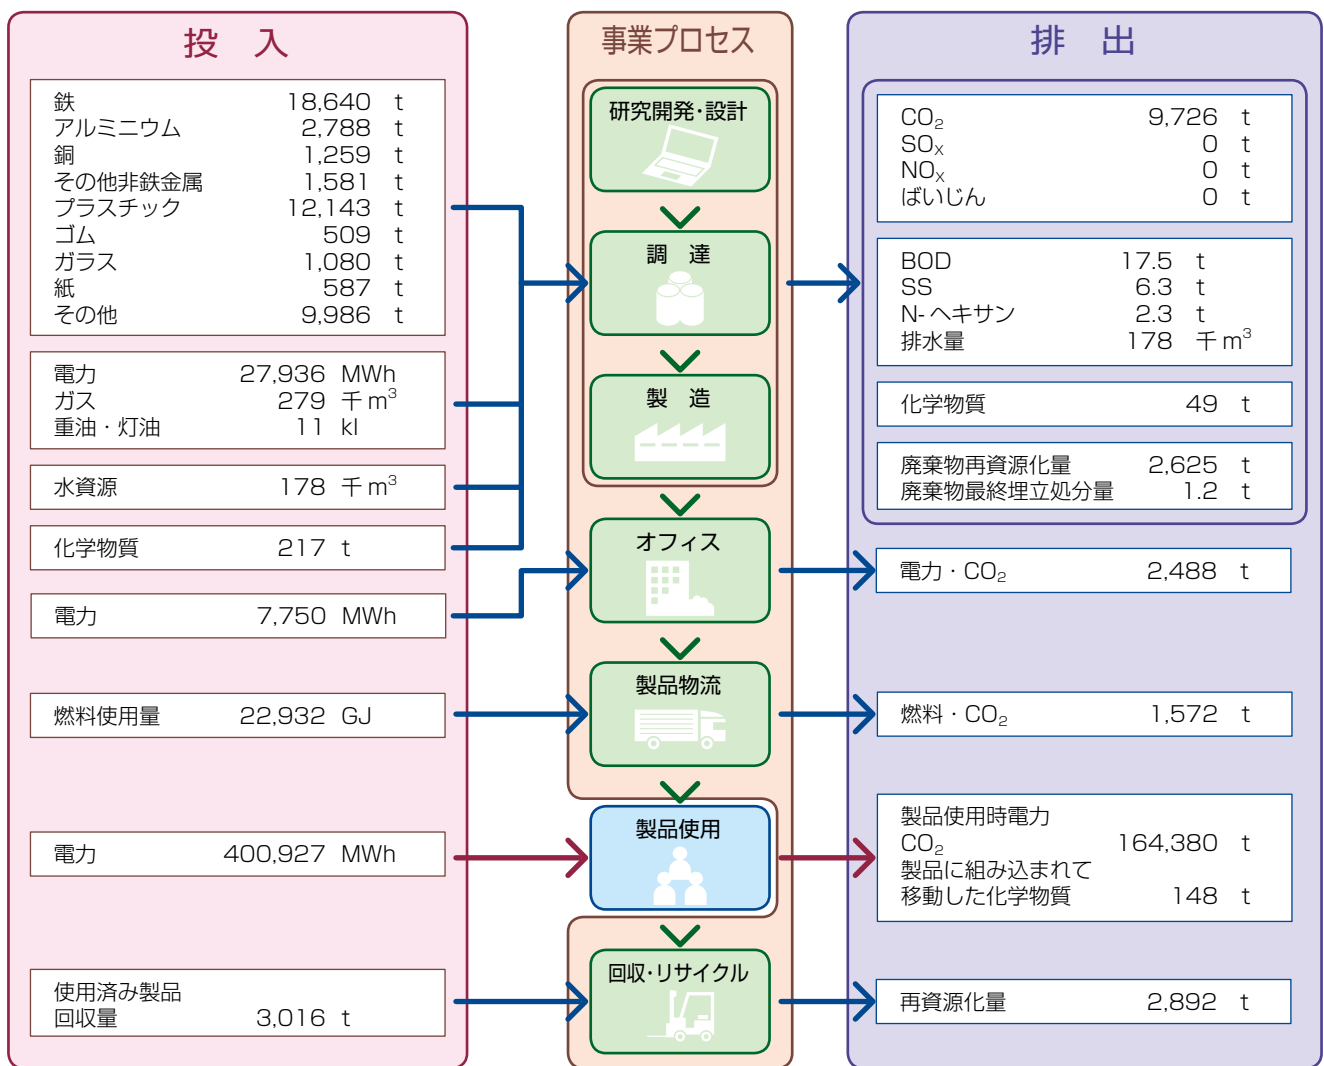 投 入
鉄 18,640 t
アルミニウム 2,788 t
銅 1,259 t
その他非鉄金属 1,581 t
プラスチック 12,143 t
ゴム 509 t
ガラス 1,080 t
紙 587 t
その他 9,986 t
電力 27,936 MWh
ガス 279 千m³
重油・灯油 11 kl
水資源 178 千m³
化学物質 217 t
電力 7,750 MWh
燃料使用量 22,932 GJ
電力 400,927 MWh
使用済み製品
回収量 3,016 t
事業プロセス
研究開発・設計
調 達
製 造
オフィス
製品物流
製品使用
回収・リサイクル
排 出
CO₂ 9,726 t
SOₓ 0 t
NOₓ 0 t
ばいじん 0 t
BOD 17.5 t
SS 6.3 t
N-ヘキサン 2.3 t
排水量 178 千m³
化学物質 49 t
廃棄物再資源化量 2,625 t
廃棄物最終埋立処分量 1.2 t
電力・CO₂ 2,488 t
燃料・CO₂ 1,572 t
製品使用時電力
CO₂ 164,380 t
製品に組み込まれて
移動した化学物質 148 t
再資源化量 2,892 t